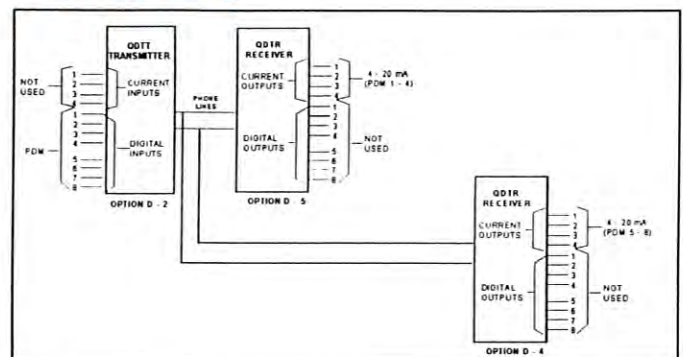 QDTT
TRANSMITTER
NOT
USED
1
2
3
4
CURRENT
INPUTS
PDM
1
2
3
4
5
6
7
8
DIGITAL
INPUTS
OPTION D - 2
PHONE
LINES
QDTR
RECEIVER
CURRENT
OUTPUTS
1
2
3
4
4 - 20 mA
(PDM 1 - 4)
DIGITAL
OUTPUTS
1
2
3
4
5
6
7
8
NOT
USED
OPTION D - 5
QDTR
RECEIVER
CURRENT
OUTPUTS
1
2
3
4
4 - 20 mA
(PDM 5 - 8)
DIGITAL
OUTPUTS
1
2
3
4
5
6
7
8
NOT
USED
OPTION D - 4